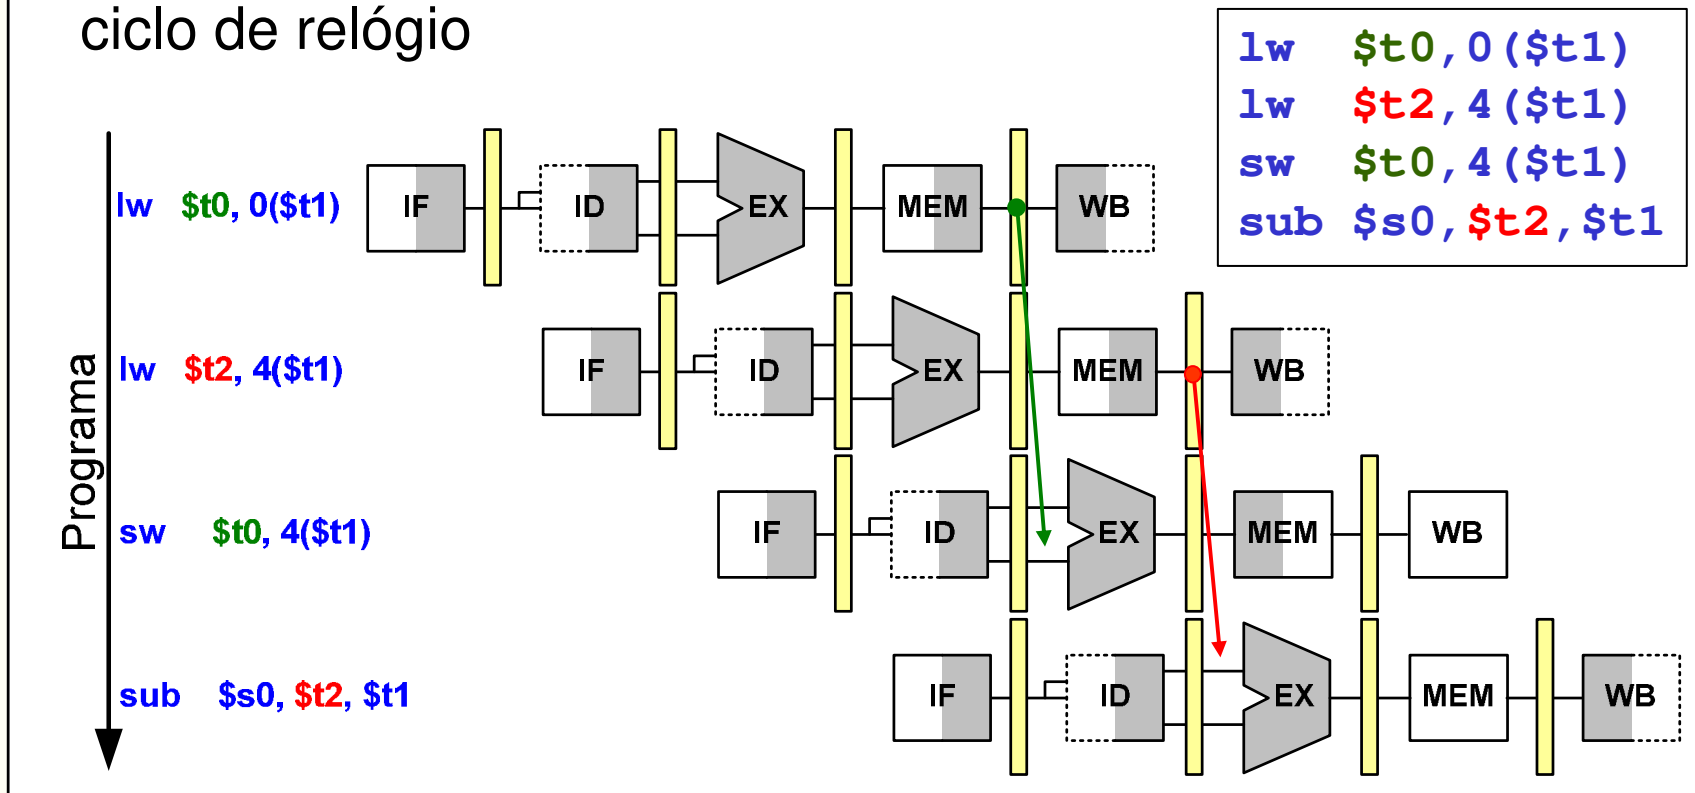 ciclo de relógio
lw $t0,0($t1)
lw $t2,4($t1)
sw $t0,4($t1)
sub $s0,$t2,$t1
Programa
lw $t0, 0($t1) IF ID EX MEM WB
lw $t2, 4($t1) IF ID EX MEM WB
sw $t0, 4($t1) IF ID EX MEM WB
sub $s0, $t2, $t1 IF ID EX MEM WB